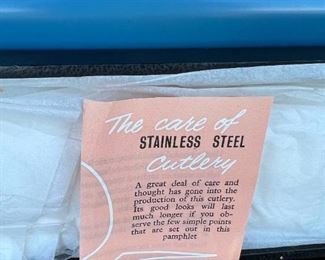 The care of
STAINLESS STEEL
Cutlery
A great deal of care and
thought has gone into the
production of this cutlery.
Its good looks will last
much longer if you ob-
serve the few simple points
that are set out in this
pamphlet